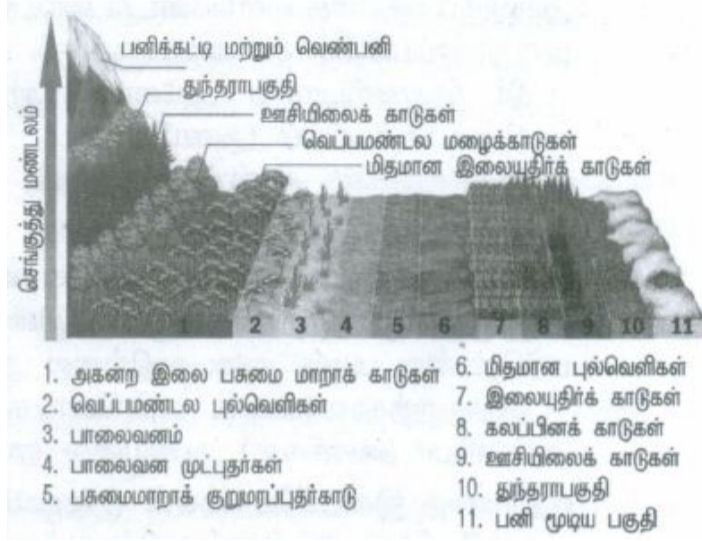 பனிக்கட்டி மற்றும் வெண்பனி
துந்தராபகுதி
ஊசியிலைக் காடுகள்
வெப்பமண்டல மழைக்காடுகள்
மிதமான இலையுதிர்க் காடுகள்
செங்குத்து மண்டலம்
1 2 3 4 5 6 7 8 9 10 11
1. அகன்ற இலை பசுமை மாறாக் காடுகள்
2. வெப்பமண்டல புல்வெளிகள்
3. பாலைவனம்
4. பாலைவன முட்புதர்கள்
5. பசுமைமாறாக் குறுமரப்புதர்காடு
6. மிதமான புல்வெளிகள்
7. இலையுதிர்க் காடுகள்
8. கலப்பினக் காடுகள்
9. ஊசியிலைக் காடுகள்
10. துந்தராபகுதி
11. பனி மூடிய பகுதி